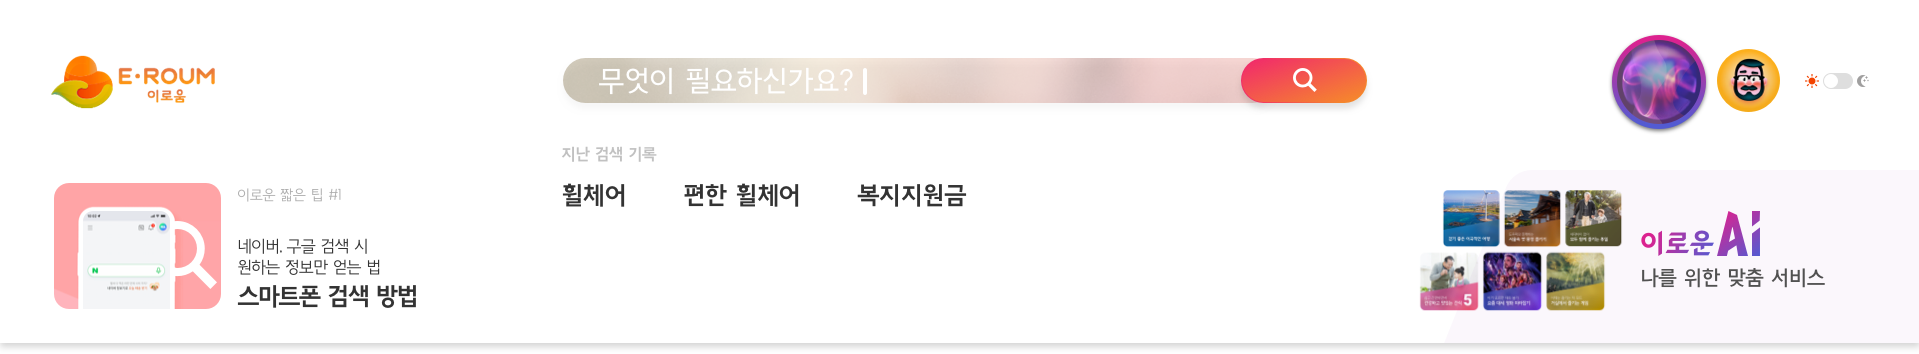 E·ROUM
이로움
무엇이 필요하신가요?
지난 검색 기록
휠체어
편한 휠체어
복지지원금
이로운 짧은 팁 #1
네이버, 구글 검색 시
원하는 정보만 얻는 법
스마트폰 검색 방법
이로운 Ai
나를 위한 맞춤 서비스
5